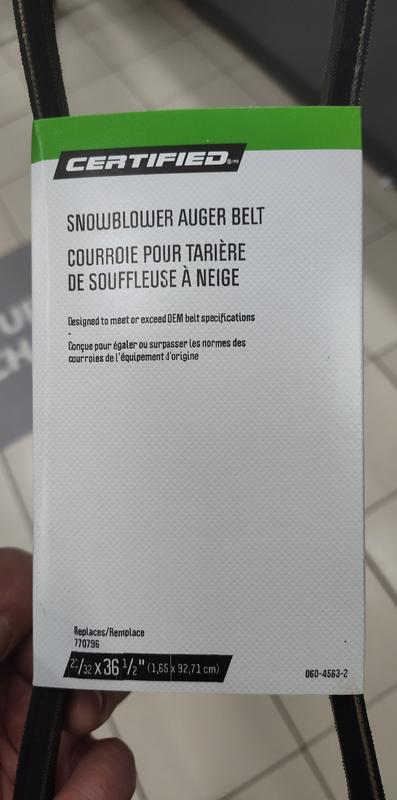 CERTIFIED
SNOWBLOWER AUGER BELT
COURROIE POUR TARIÈRE
DE SOUFFLEUSE À NEIGE
Designed to meet or exceed OEM belt specifications
-
Conçue pour égaler ou surpasser les normes des
courroies de l'équipement d'origine
Replaces/Remplace
770796
21/32 x 36 1/2" (1,65 x 92,71 cm)
060-4563-2